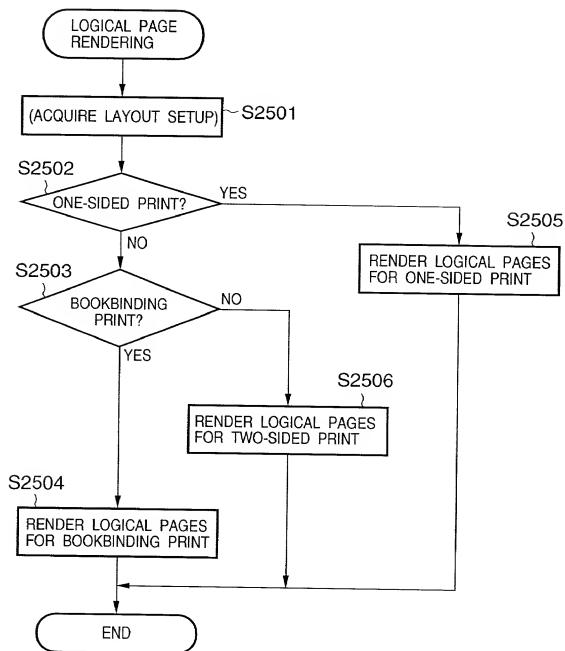 LOGICAL PAGE
RENDERING
(ACQUIRE LAYOUT SETUP)
S2501
S2502
ONE-SIDED PRINT?
YES
NO
S2505
RENDER LOGICAL PAGES
FOR ONE-SIDED PRINT
S2503
BOOKBINDING
PRINT?
NO
YES
S2506
RENDER LOGICAL PAGES
FOR TWO-SIDED PRINT
S2504
RENDER LOGICAL PAGES
FOR BOOKBINDING PRINT
END